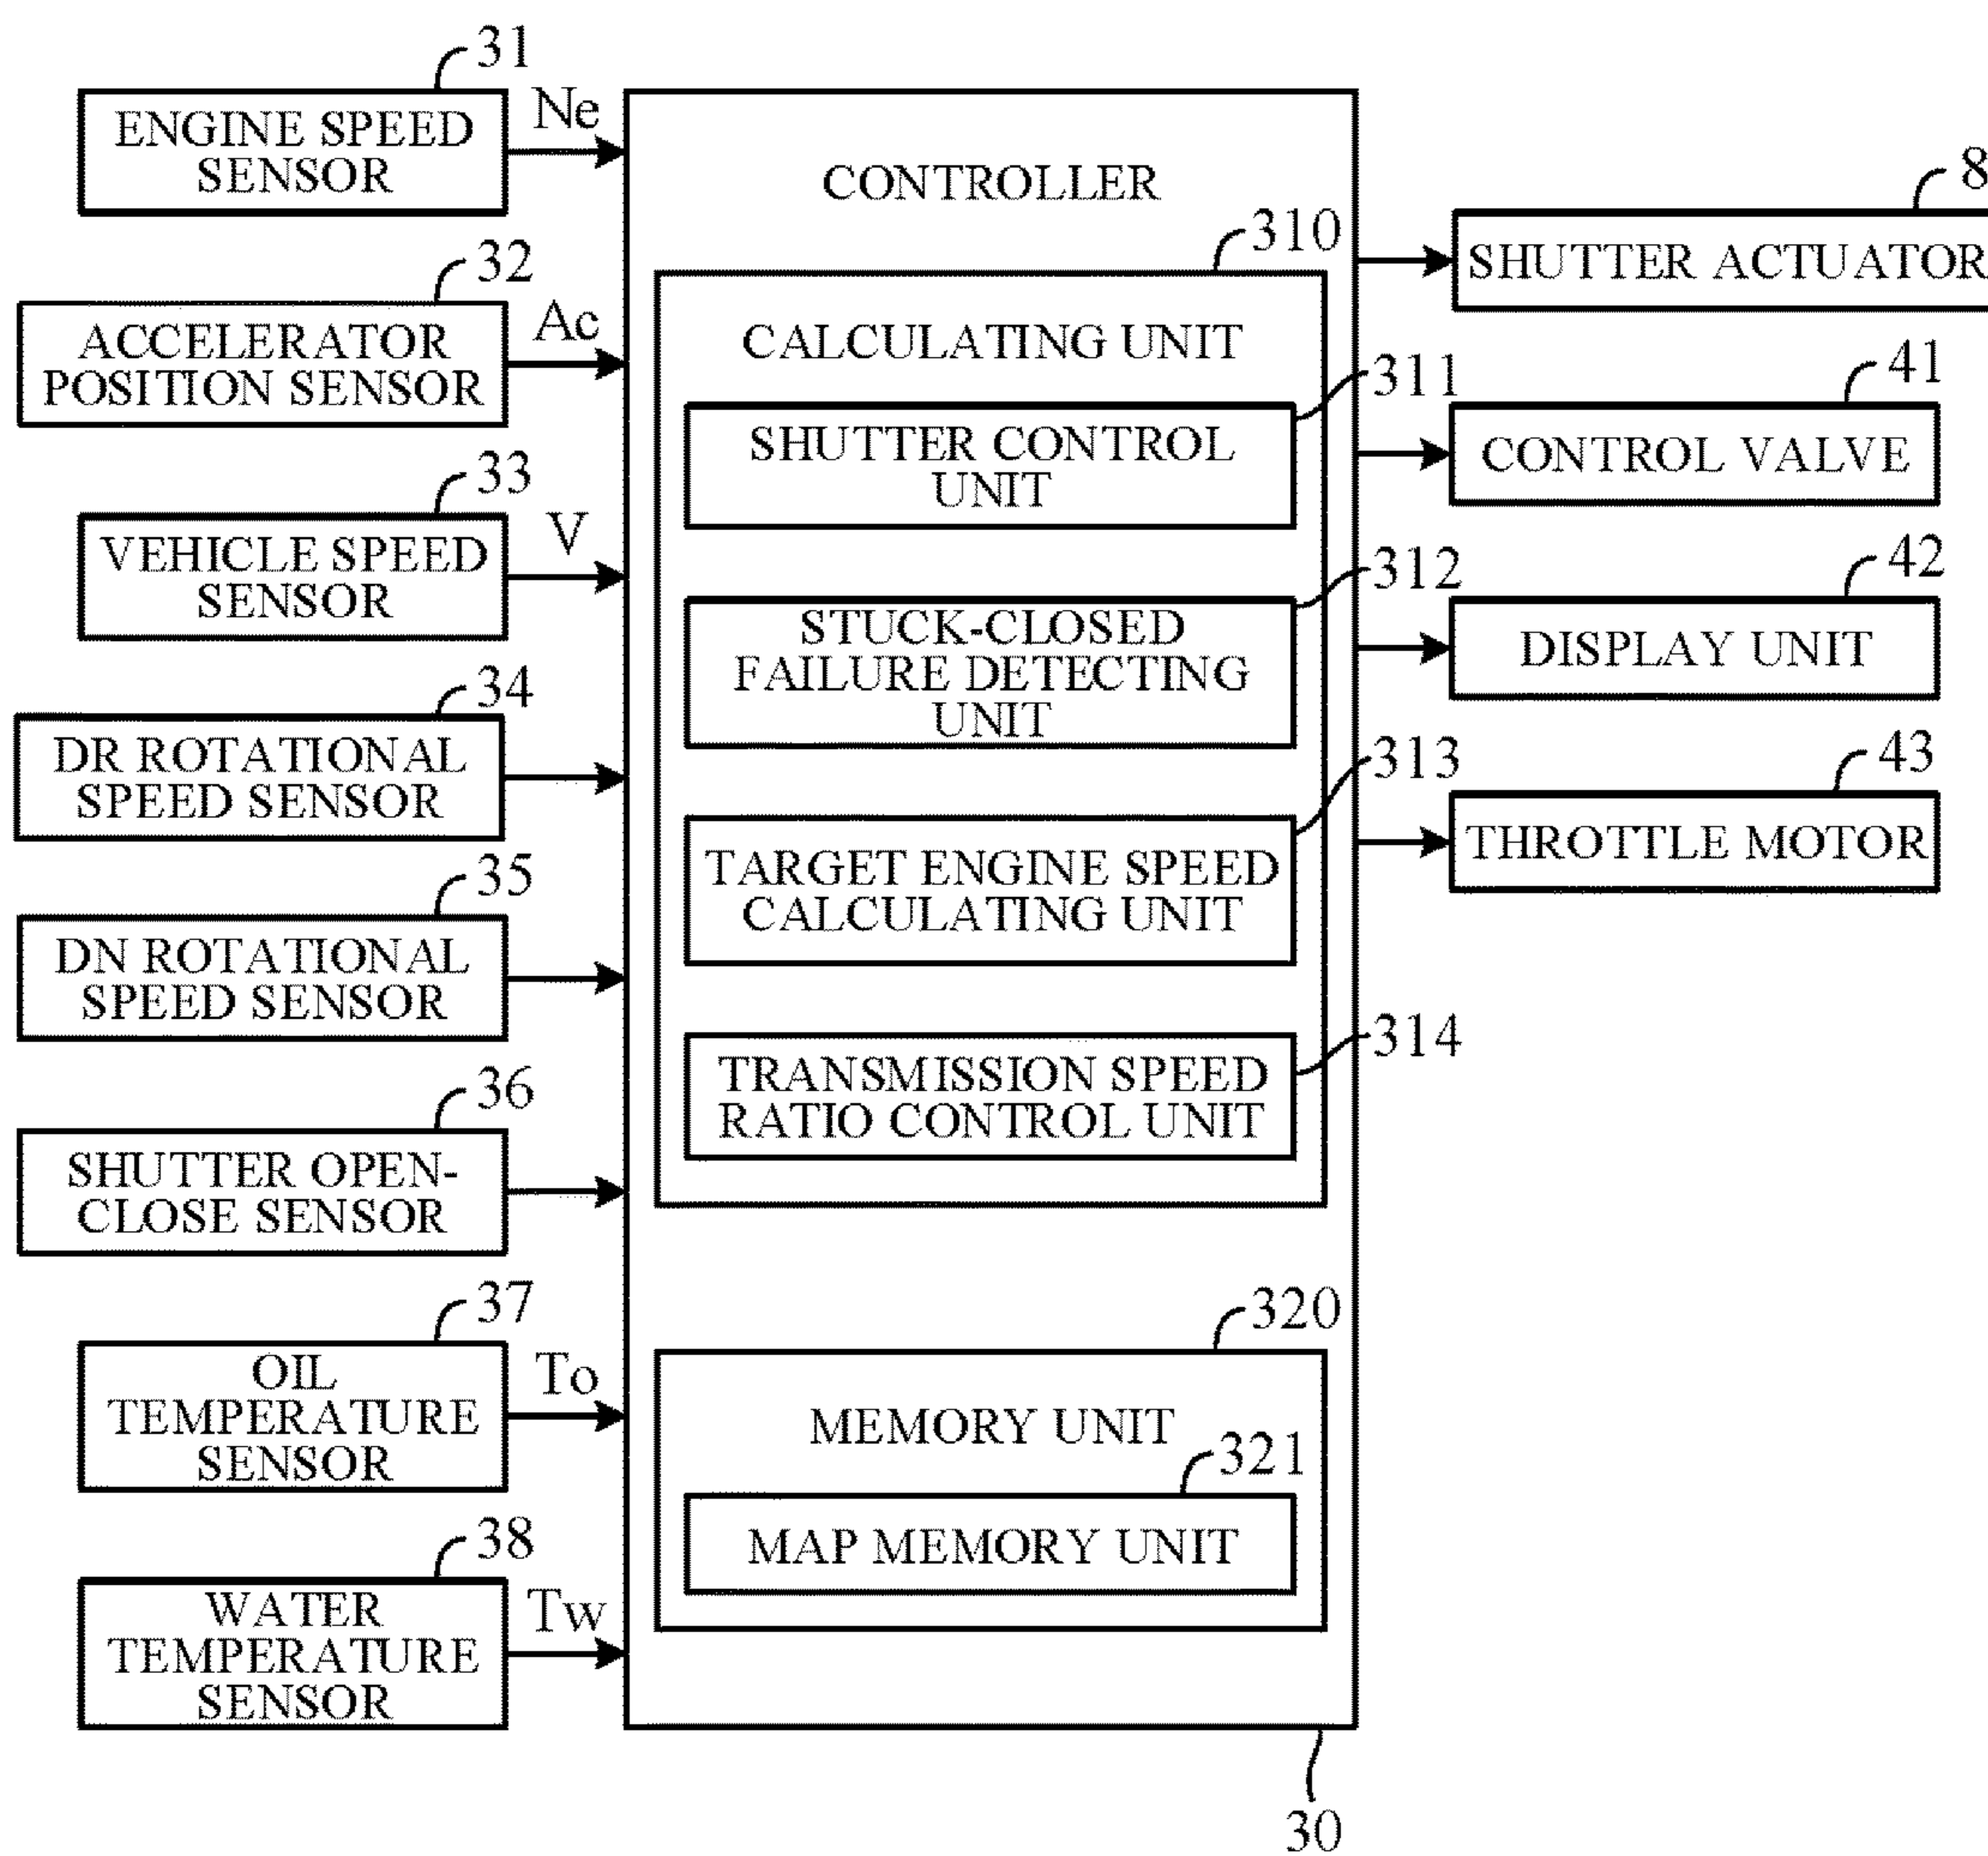 31
ENGINE SPEED
SENSOR
Ne
32
ACCELERATOR
POSITION SENSOR
Ac
33
VEHICLE SPEED
SENSOR
V
34
DR ROTATIONAL
SPEED SENSOR
35
DN ROTATIONAL
SPEED SENSOR
36
SHUTTER OPEN-
CLOSE SENSOR
37
OIL
TEMPERATURE
SENSOR
To
38
WATER
TEMPERATURE
SENSOR
Tw
CONTROLLER
310
CALCULATING UNIT
311
SHUTTER CONTROL
UNIT
312
STUCK-CLOSED
FAILURE DETECTING
UNIT
313
TARGET ENGINE SPEED
CALCULATING UNIT
314
TRANSMISSION SPEED
RATIO CONTROL UNIT
320
MEMORY UNIT
321
MAP MEMORY UNIT
30
8
SHUTTER ACTUATOR
41
CONTROL VALVE
42
DISPLAY UNIT
43
THROTTLE MOTOR